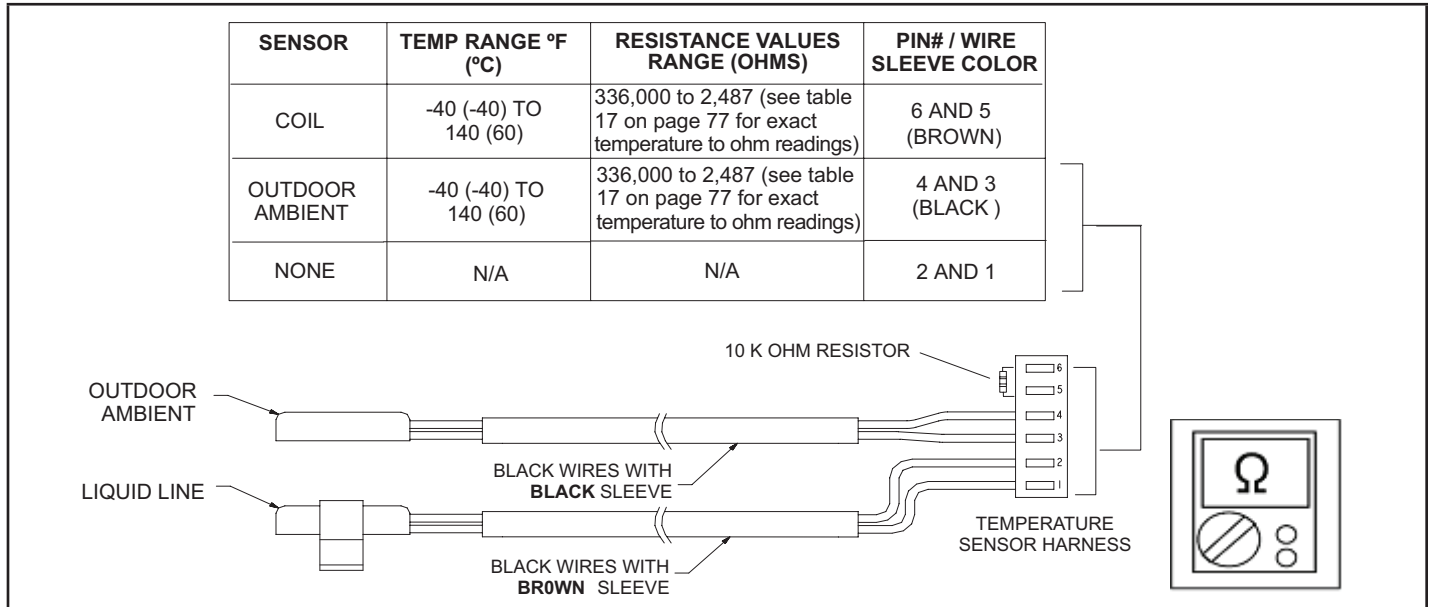 SENSOR
TEMP RANGE ºF
(ºC)
RESISTANCE VALUES
RANGE (OHMS)
PIN# / WIRE
SLEEVE COLOR
COIL
-40 (-40) TO
140 (60)
336,000 to 2,487 (see table
17 on page 77 for exact
temperature to ohm readings)
6 AND 5
(BROWN)
OUTDOOR
AMBIENT
-40 (-40) TO
140 (60)
336,000 to 2,487 (see table
17 on page 77 for exact
temperature to ohm readings)
4 AND 3
(BLACK )
NONE
N/A
N/A
2 AND 1
10 K OHM RESISTOR
6
5
4
3
2
1
OUTDOOR
AMBIENT
BLACK WIRES WITH
BLACK SLEEVE
LIQUID LINE
BLACK WIRES WITH
BR0WN SLEEVE
TEMPERATURE
SENSOR HARNESS
Ω